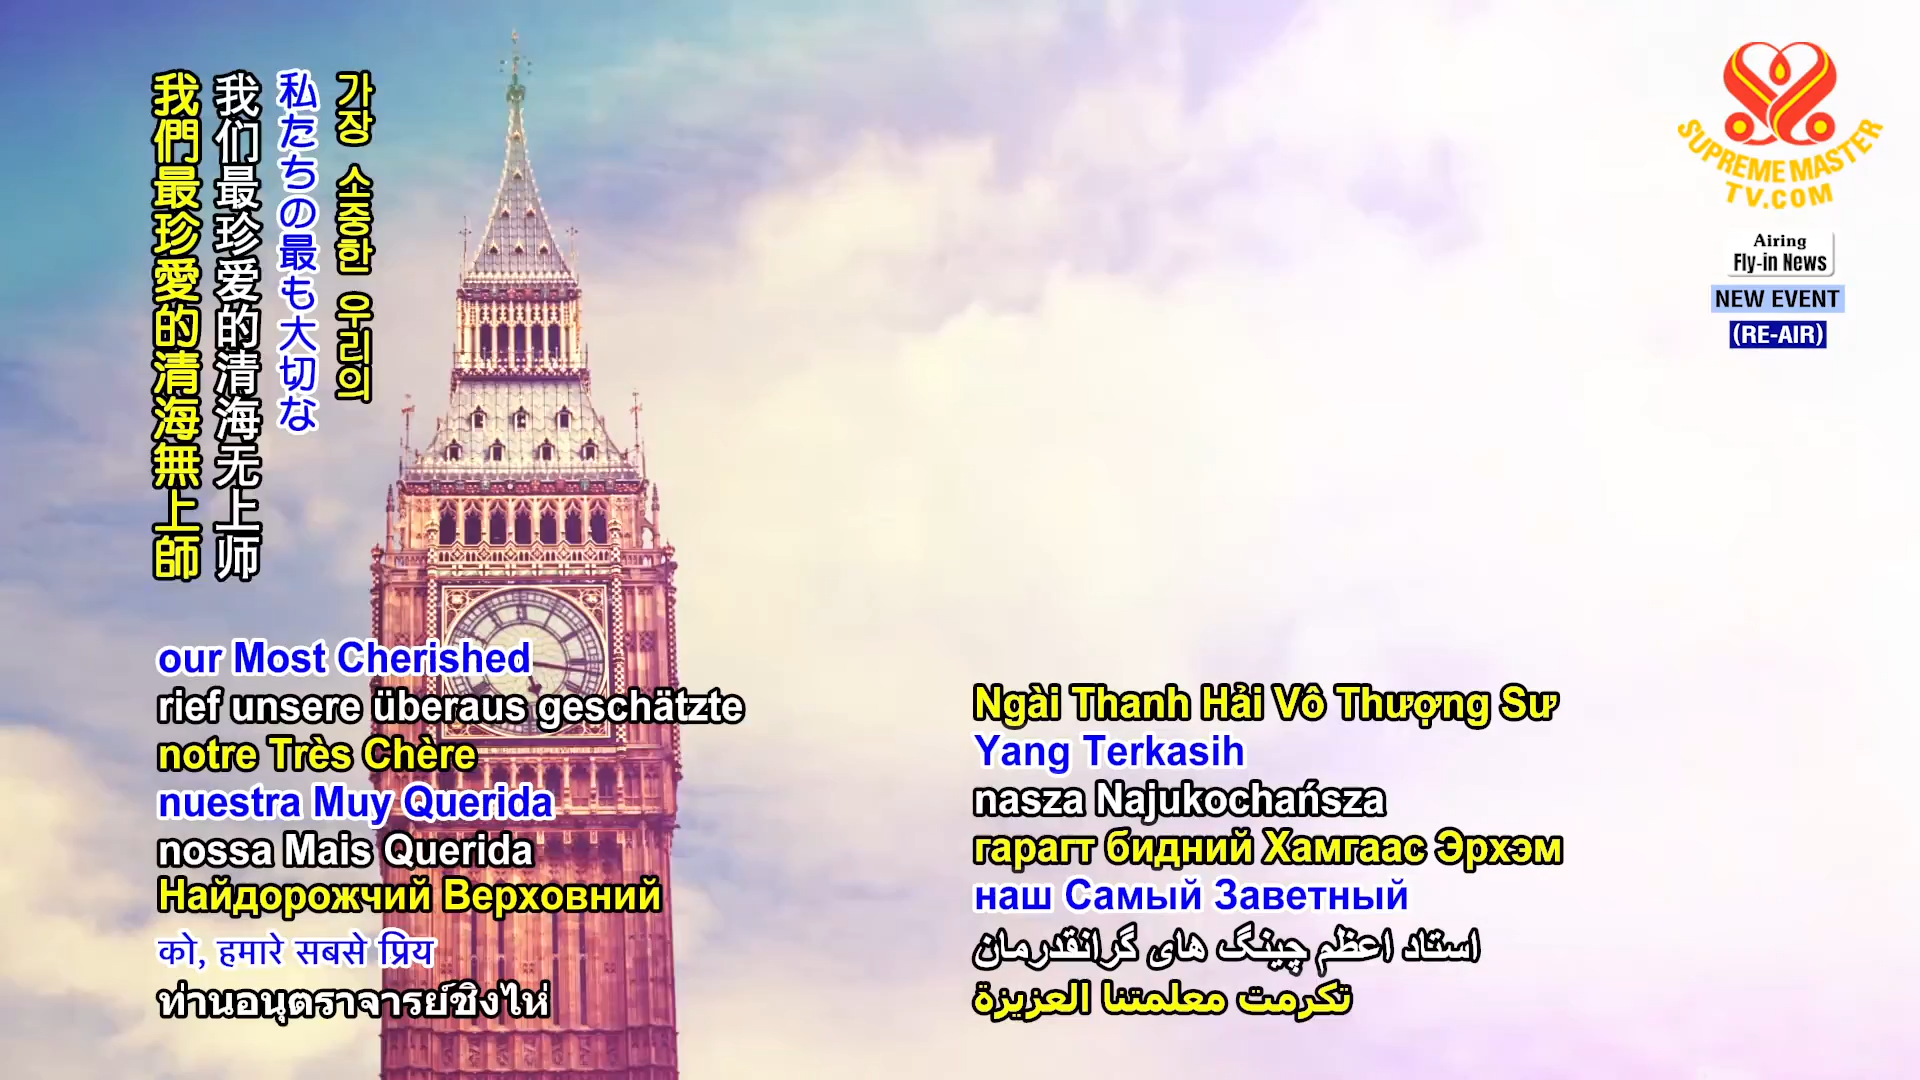 我們最珍愛的清海無上師
我们最珍爱的清海无上师
私たちの最も大切な
가장 소중한 우리의
our Most Cherished
rief unsere überaus geschätzte
notre Très Chère
nuestra Muy Querida
nossa Mais Querida
Найдорожчий Верховний
को, हमारे सबसे प्रिय
ท่านอนุตราจารย์ชิงไห่
Ngài Thanh Hải Vô Thượng Sư
Yang Terkasih
nasza Najukochańsza
гарагт бидний Хамгаас Эрхэм
наш Самый Заветный
استاد اعظم چینگ های گرانقدرمان
تكرمت معلمتنا العزيزة
SUPREME MASTER
TV.COM
Airing
Fly-in News
NEW EVENT
(RE-AIR)